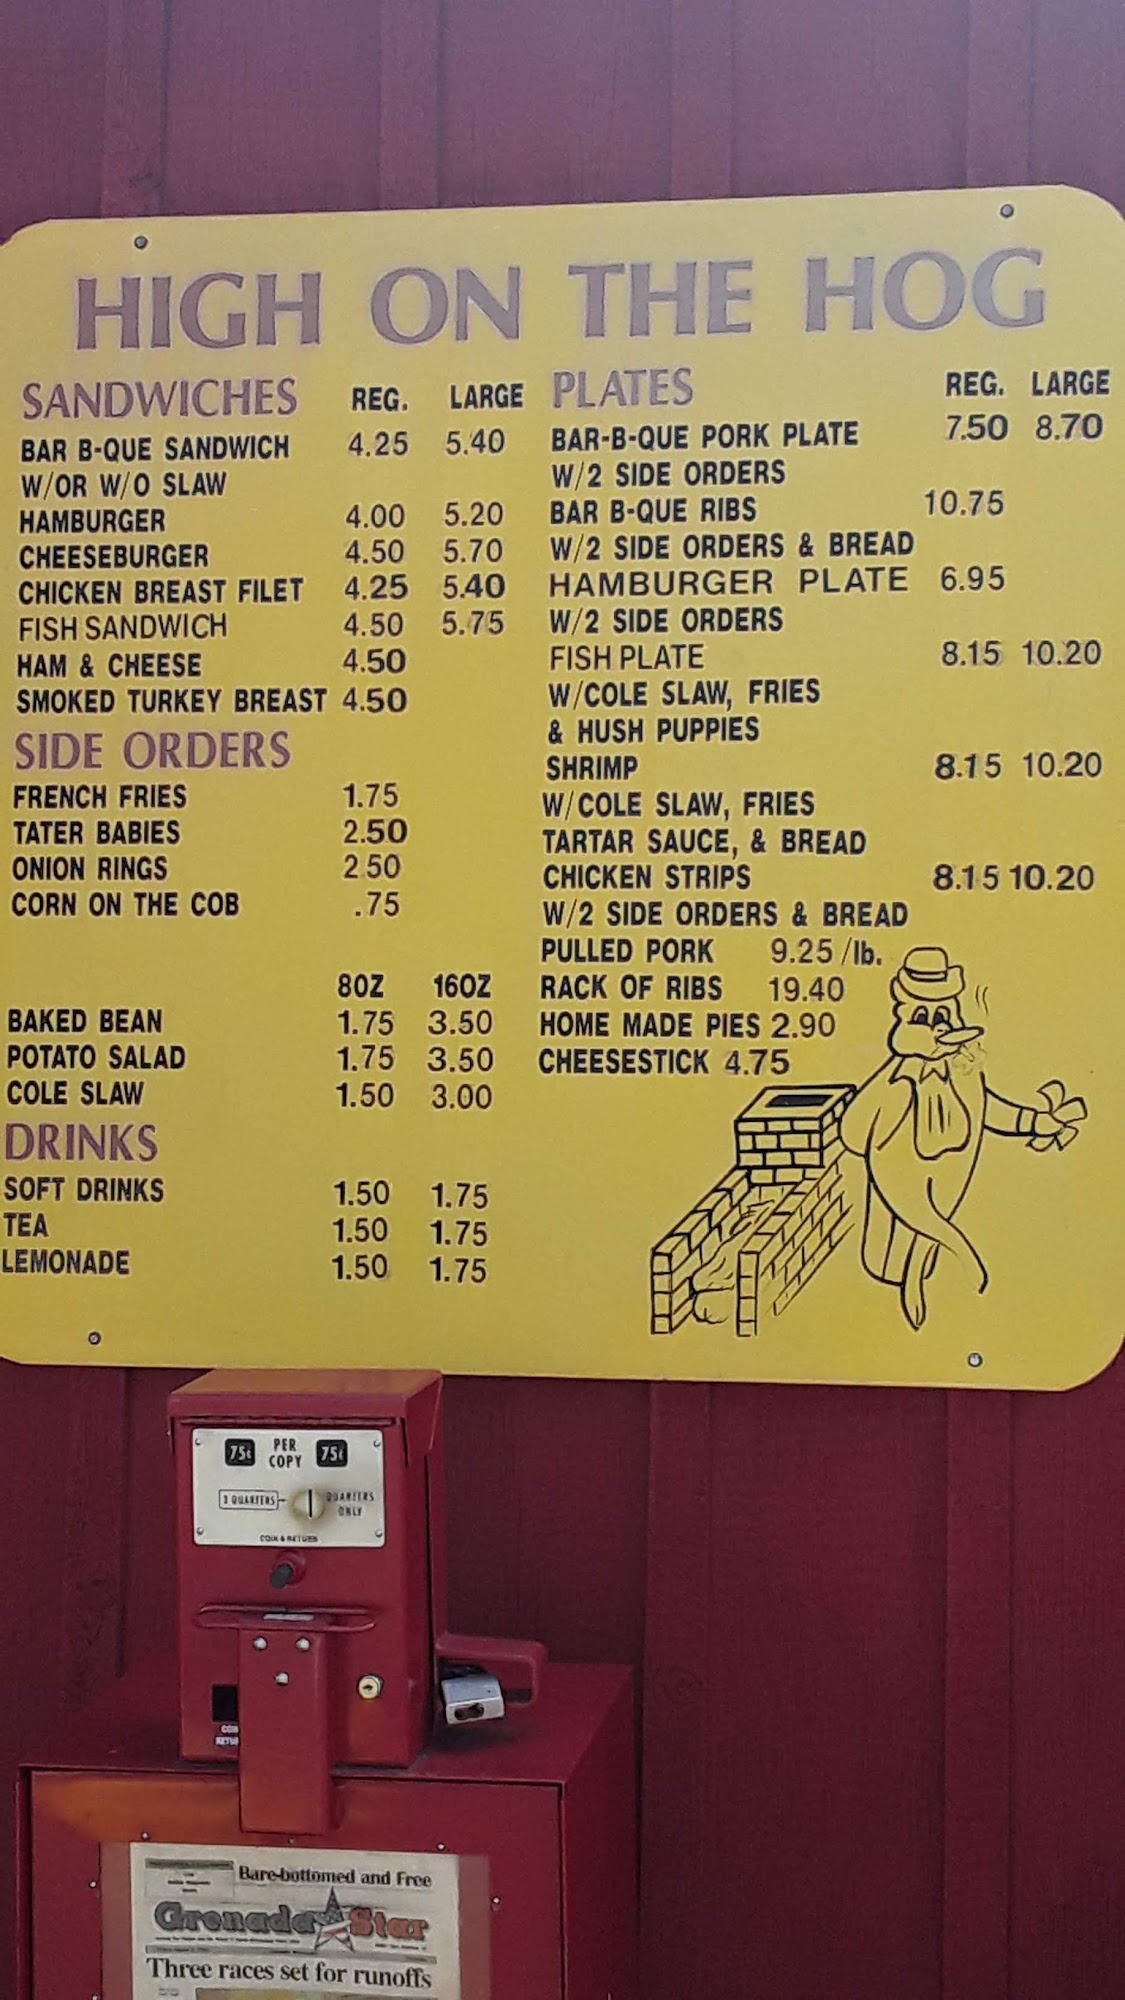 HIGH ON THE HOG
SANDWICHES REG. LARGE
BAR B-QUE SANDWICH 4.25 5.40
W/OR W/O SLAW
HAMBURGER 4.00 5.20
CHEESEBURGER 4.50 5.70
CHICKEN BREAST FILET 4.25 5.40
FISH SANDWICH 4.50 5.75
HAM & CHEESE 4.50
SMOKED TURKEY BREAST 4.50
SIDE ORDERS
FRENCH FRIES 1.75
TATER BABIES 2.50
ONION RINGS 2.50
CORN ON THE COB .75
8OZ 16OZ
BAKED BEAN 1.75 3.50
POTATO SALAD 1.75 3.50
COLE SLAW 1.50 3.00
DRINKS
SOFT DRINKS 1.50 1.75
TEA 1.50 1.75
LEMONADE 1.50 1.75
PLATES REG. LARGE
BAR-B-QUE PORK PLATE 7.50 8.70
W/2 SIDE ORDERS
BAR B-QUE RIBS 10.75
W/2 SIDE ORDERS & BREAD
HAMBURGER PLATE 6.95
W/2 SIDE ORDERS
FISH PLATE 8.15 10.20
W/COLE SLAW, FRIES
& HUSH PUPPIES
SHRIMP 8.15 10.20
W/COLE SLAW, FRIES
TARTAR SAUCE, & BREAD
CHICKEN STRIPS 8.15 10.20
W/2 SIDE ORDERS & BREAD
PULLED PORK 9.25 /lb.
RACK OF RIBS 19.40
HOME MADE PIES 2.90
CHEESESTICK 4.75
75¢ PER COPY 75¢
3 QUARTERS
QUARTERS ONLY
COIN RETURN
Bare-bottomed and Free
Grenada Star
Three races set for runoffs